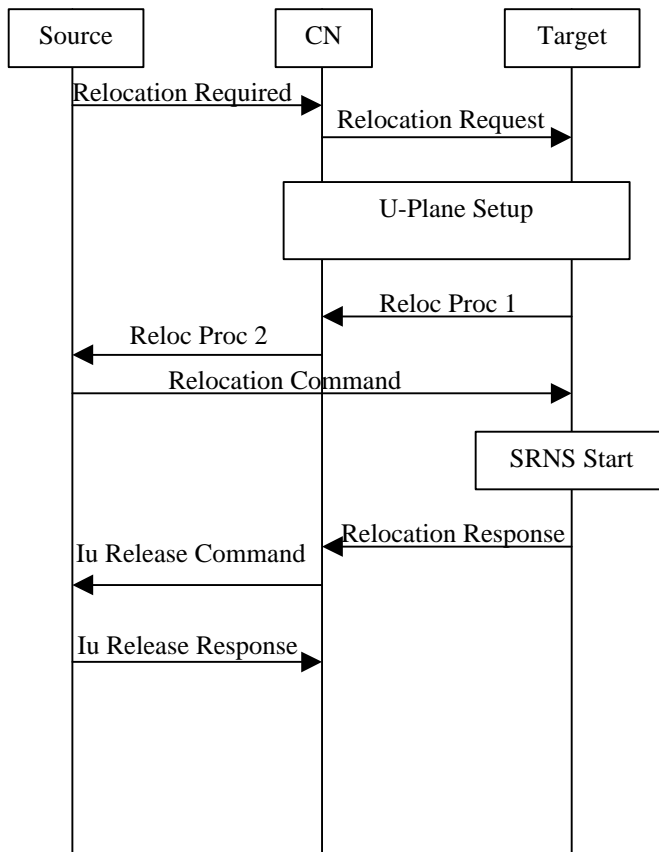 Source
CN
Target
Relocation Required
Relocation Request
U-Plane Setup
Reloc Proc 1
Reloc Proc 2
Relocation Command
SRNS Start
Relocation Response
Iu Release Command
Iu Release Response